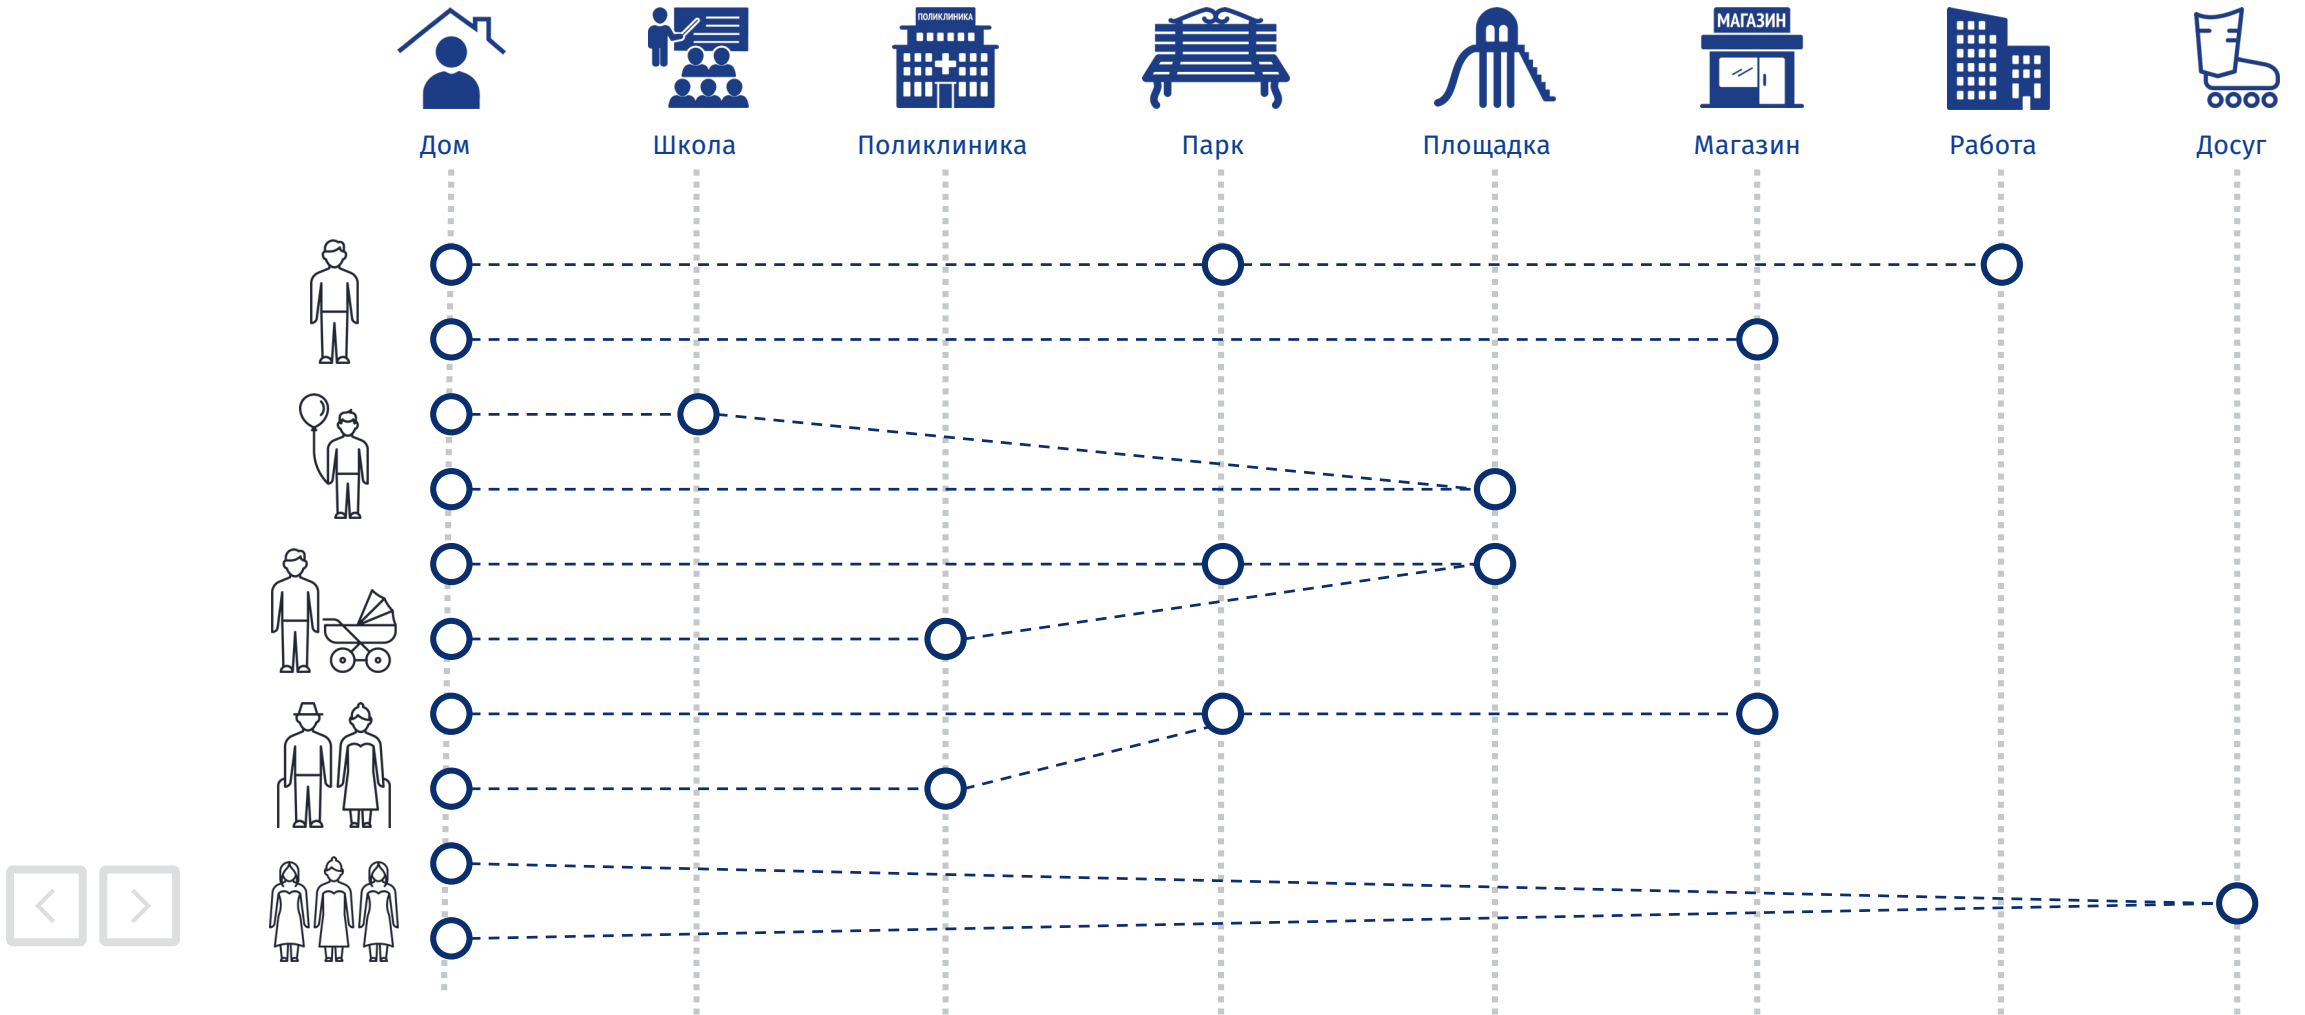 ПОЛИКЛИНИКА
МАГАЗИН
Дом
Школа
Поликлиника
Парк
Площадка
Магазин
Работа
Досуг